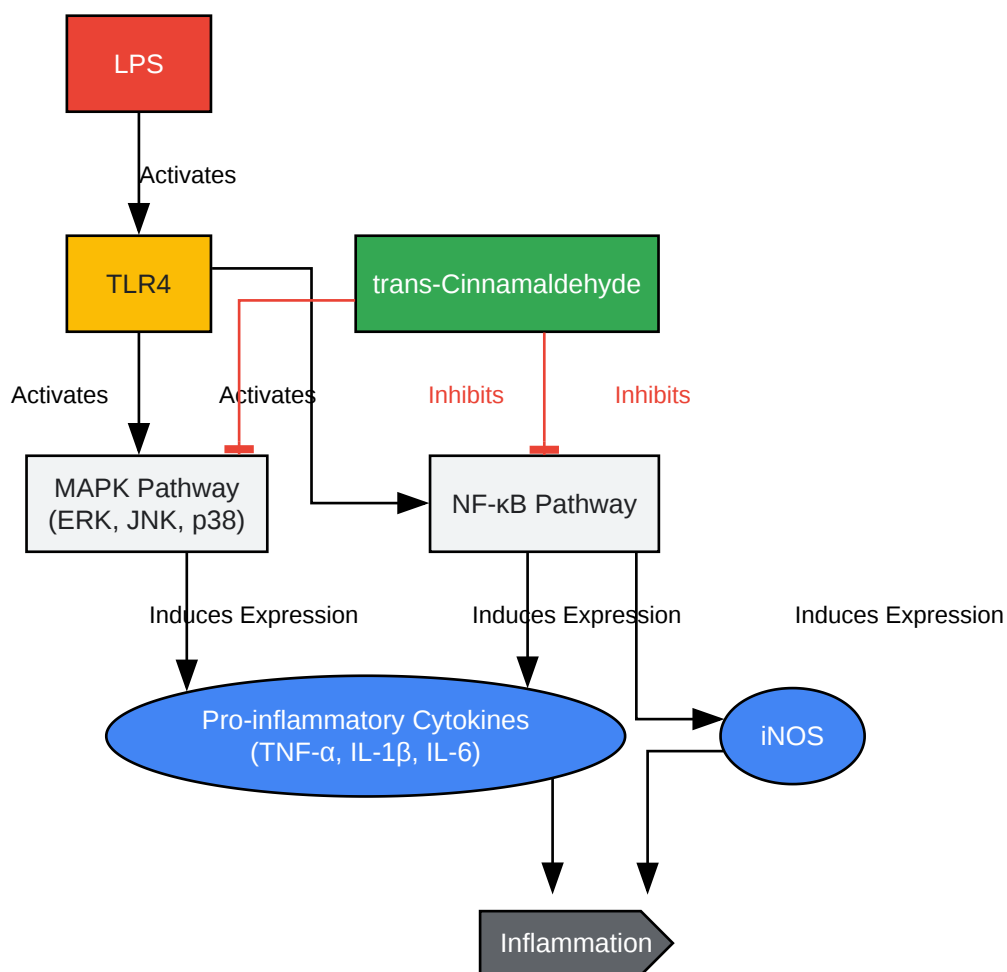 LPS
Activates
TLR4
trans-Cinnamaldehyde
Activates
Activates
Inhibits
Inhibits
MAPK Pathway
(ERK, JNK, p38)
NF-κB Pathway
Induces Expression
Induces Expression
Induces Expression
Pro-inflammatory Cytokines
(TNF-α, IL-1β, IL-6)
iNOS
Inflammation